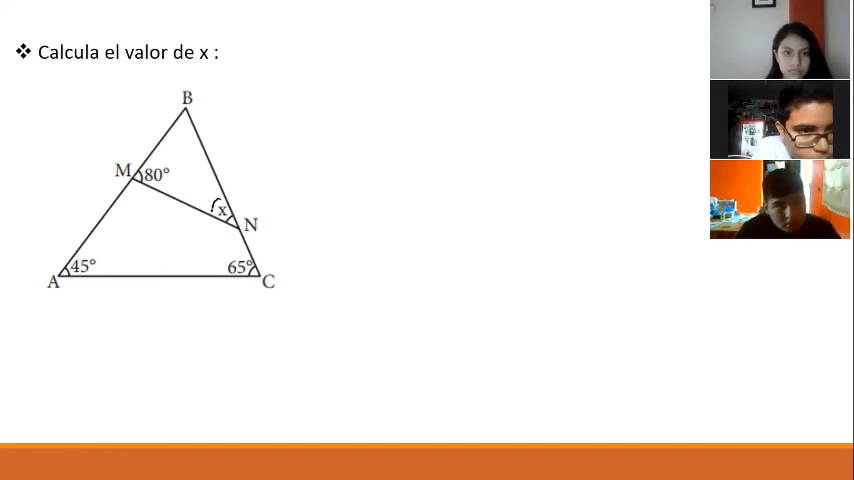 ❖ Calcula el valor de x :
B
M 80°
x
N
45° 65°
A C